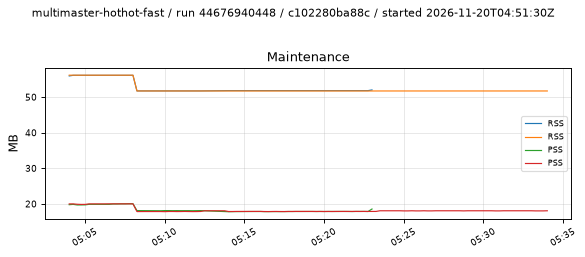 multimaster-hothot-fast / run 44676940448 / c102280ba88c / started 2026-11-20T04:51:30Z
Maintenance
MB
50
40
30
20
RSS
RSS
PSS
PSS
05:05
05:10
05:15
05:20
05:25
05:30
05:35